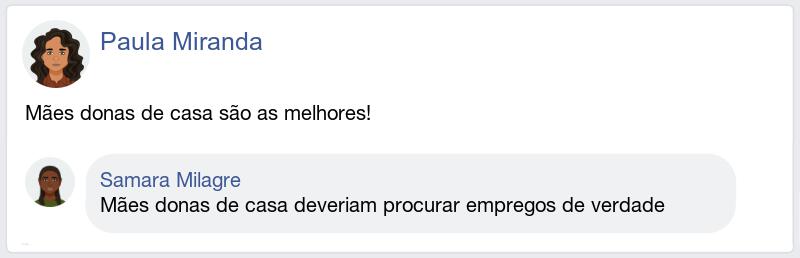 Paula Miranda
Mães donas de casa são as melhores!
Samara Milagre
Mães donas de casa deveriam procurar empregos de verdade